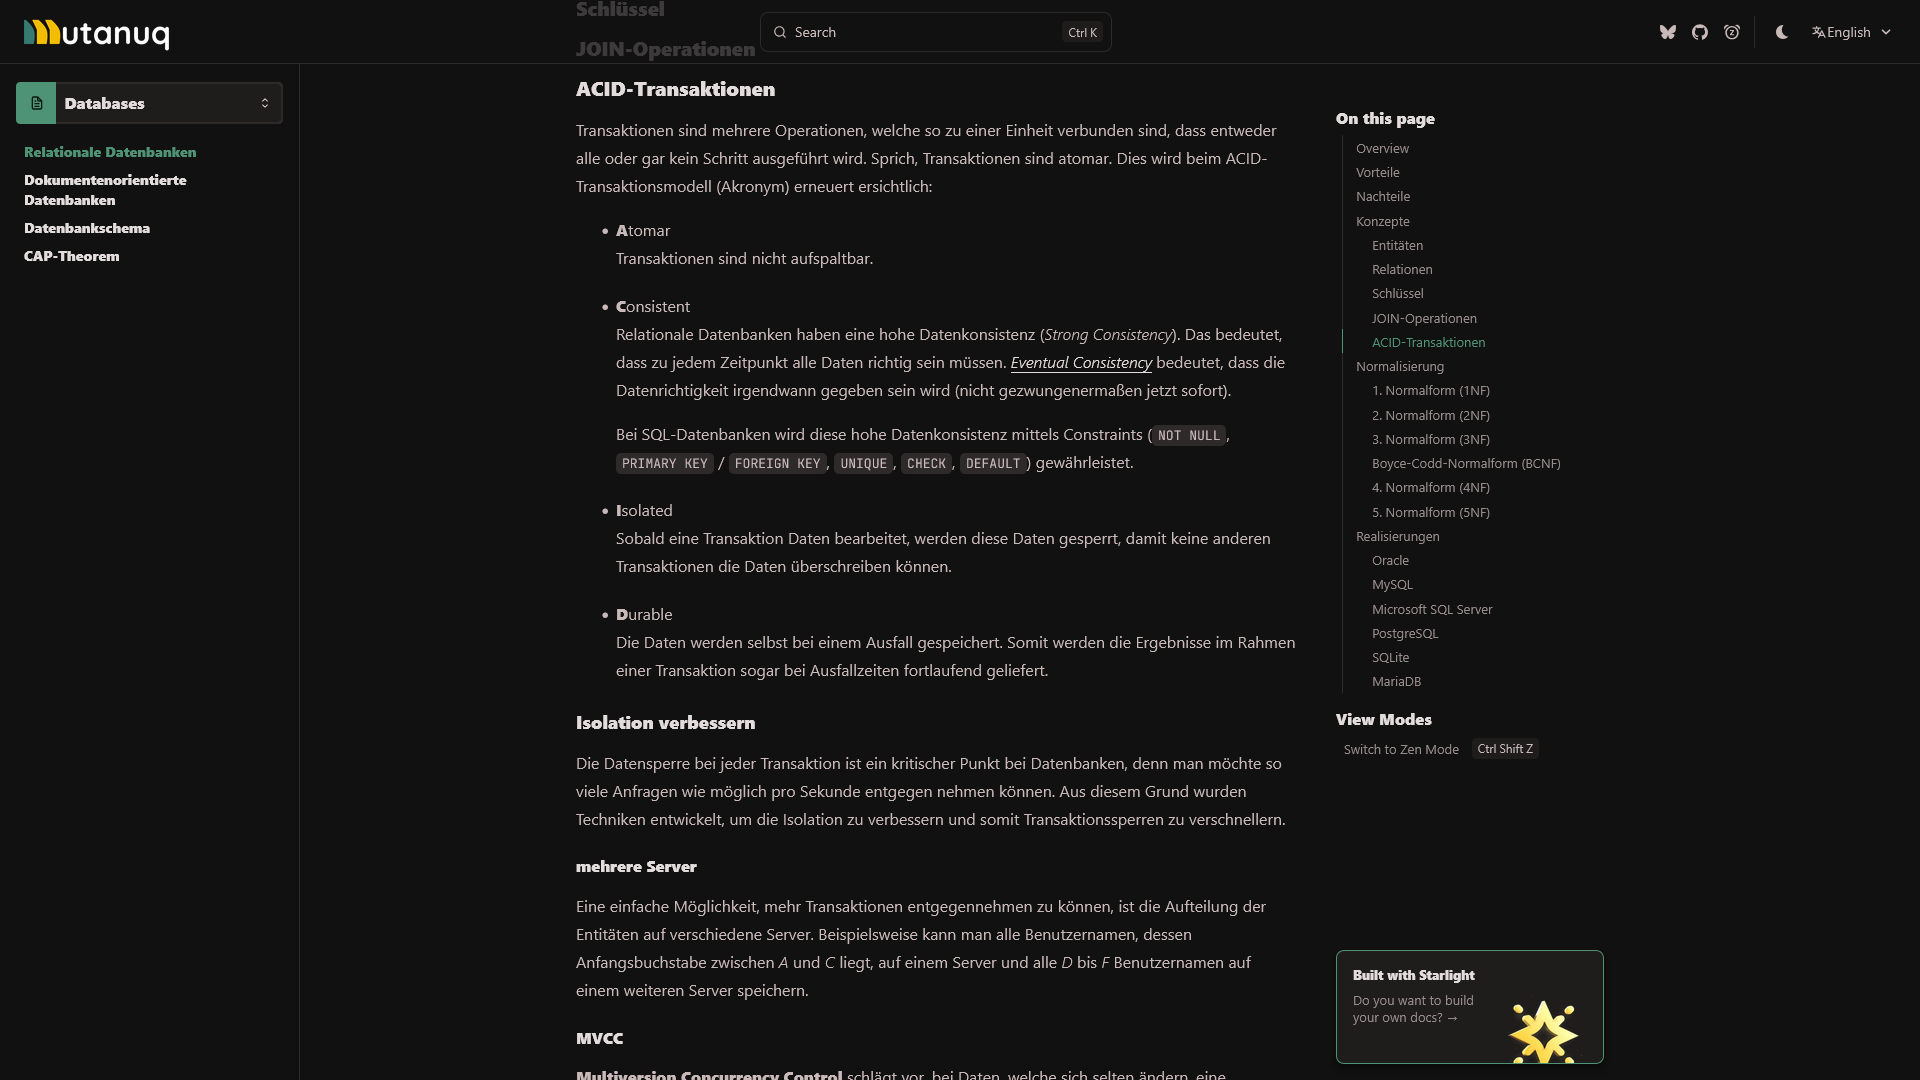 utanuq
Schlüssel
JOIN-Operationen
Search
Ctrl K
English
Databases
Relationale Datenbanken
Dokumentenorientierte
Datenbanken
Datenbankschema
CAP-Theorem
ACID-Transaktionen
Transaktionen sind mehrere Operationen, welche so zu einer Einheit verbunden sind, dass entweder
alle oder gar kein Schritt ausgeführt wird. Sprich, Transaktionen sind atomar. Dies wird beim ACID-
Transaktionsmodell (Akronym) erneuert ersichtlich:
• Atomar
Transaktionen sind nicht aufspaltbar.
• Consistent
Relationale Datenbanken haben eine hohe Datenkonsistenz (Strong Consistency). Das bedeutet,
dass zu jedem Zeitpunkt alle Daten richtig sein müssen. Eventual Consistency bedeutet, dass die
Datenrichtigkeit irgendwann gegeben sein wird (nicht gezwungenermaßen jetzt sofort).
Bei SQL-Datenbanken wird diese hohe Datenkonsistenz mittels Constraints (NOT NULL,
PRIMARY KEY / FOREIGN KEY, UNIQUE, CHECK, DEFAULT) gewährleistet.
• Isolated
Sobald eine Transaktion Daten bearbeitet, werden diese Daten gesperrt, damit keine anderen
Transaktionen die Daten überschreiben können.
• Durable
Die Daten werden selbst bei einem Ausfall gespeichert. Somit werden die Ergebnisse im Rahmen
einer Transaktion sogar bei Ausfallzeiten fortlaufend geliefert.
Isolation verbessern
Die Datensperre bei jeder Transaktion ist ein kritischer Punkt bei Datenbanken, denn man möchte so
viele Anfragen wie möglich pro Sekunde entgegen nehmen können. Aus diesem Grund wurden
Techniken entwickelt, um die Isolation zu verbessern und somit Transaktionssperren zu verschnellern.
mehrere Server
Eine einfache Möglichkeit, mehr Transaktionen entgegennehmen zu können, ist die Aufteilung der
Entitäten auf verschiedene Server. Beispielsweise kann man alle Benutzernamen, dessen
Anfangsbuchstabe zwischen A und C liegt, auf einem Server und alle D bis F Benutzernamen auf
einem weiteren Server speichern.
MVCC
Multiversion Concurrency Control schlägt vor, bei Daten, welche sich selten ändern, eine
On this page
Overview
Vorteile
Nachteile
Konzepte
Entitäten
Relationen
Schlüssel
JOIN-Operationen
ACID-Transaktionen
Normalisierung
1. Normalform (1NF)
2. Normalform (2NF)
3. Normalform (3NF)
Boyce-Codd-Normalform (BCNF)
4. Normalform (4NF)
5. Normalform (5NF)
Realisierungen
Oracle
MySQL
Microsoft SQL Server
PostgreSQL
SQLite
MariaDB
View Modes
Switch to Zen Mode Ctrl Shift Z
Built with Starlight
Do you want to build
your own docs? →